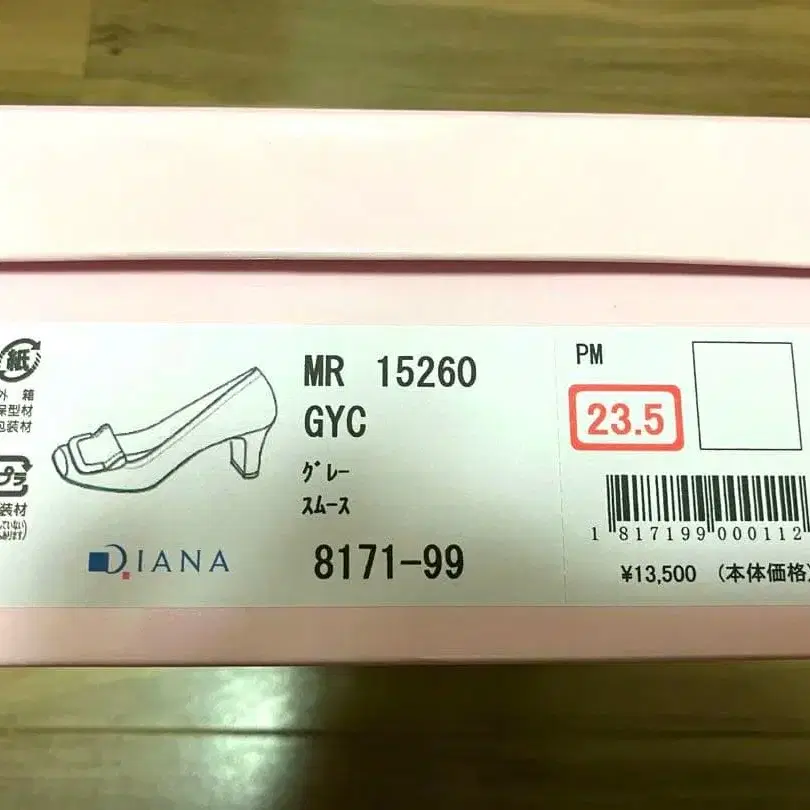 紙
外 箱
保型材
包装材
プラ
装材
DIANA
MR 15260
GYC
グレー
スムース
8171-99
PM
23.5
1 817199 000112
¥13,500 (本体価格)